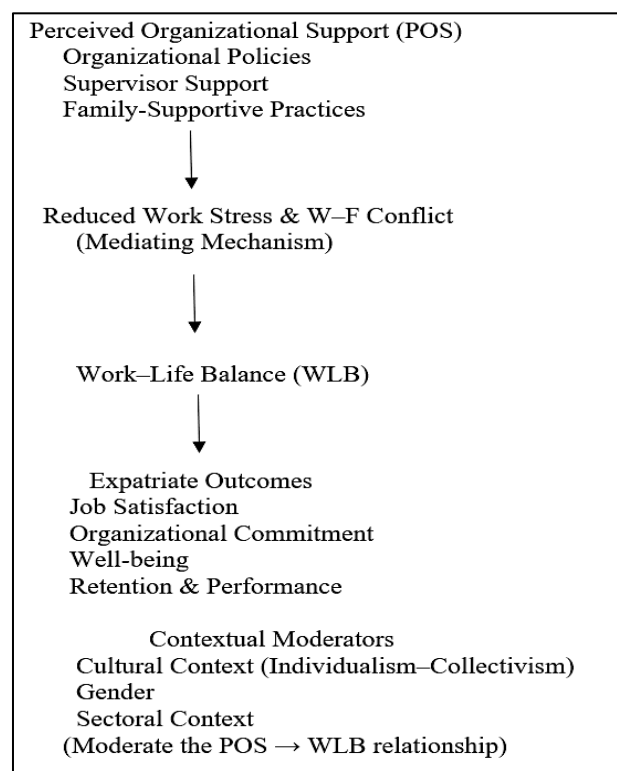 Perceived Organizational Support (POS)
Organizational Policies
Supervisor Support
Family-Supportive Practices
Reduced Work Stress & W–F Conflict
(Mediating Mechanism)
Work–Life Balance (WLB)
Expatriate Outcomes
Job Satisfaction
Organizational Commitment
Well-being
Retention & Performance
Contextual Moderators
Cultural Context (Individualism–Collectivism)
Gender
Sectoral Context
(Moderate the POS → WLB relationship)